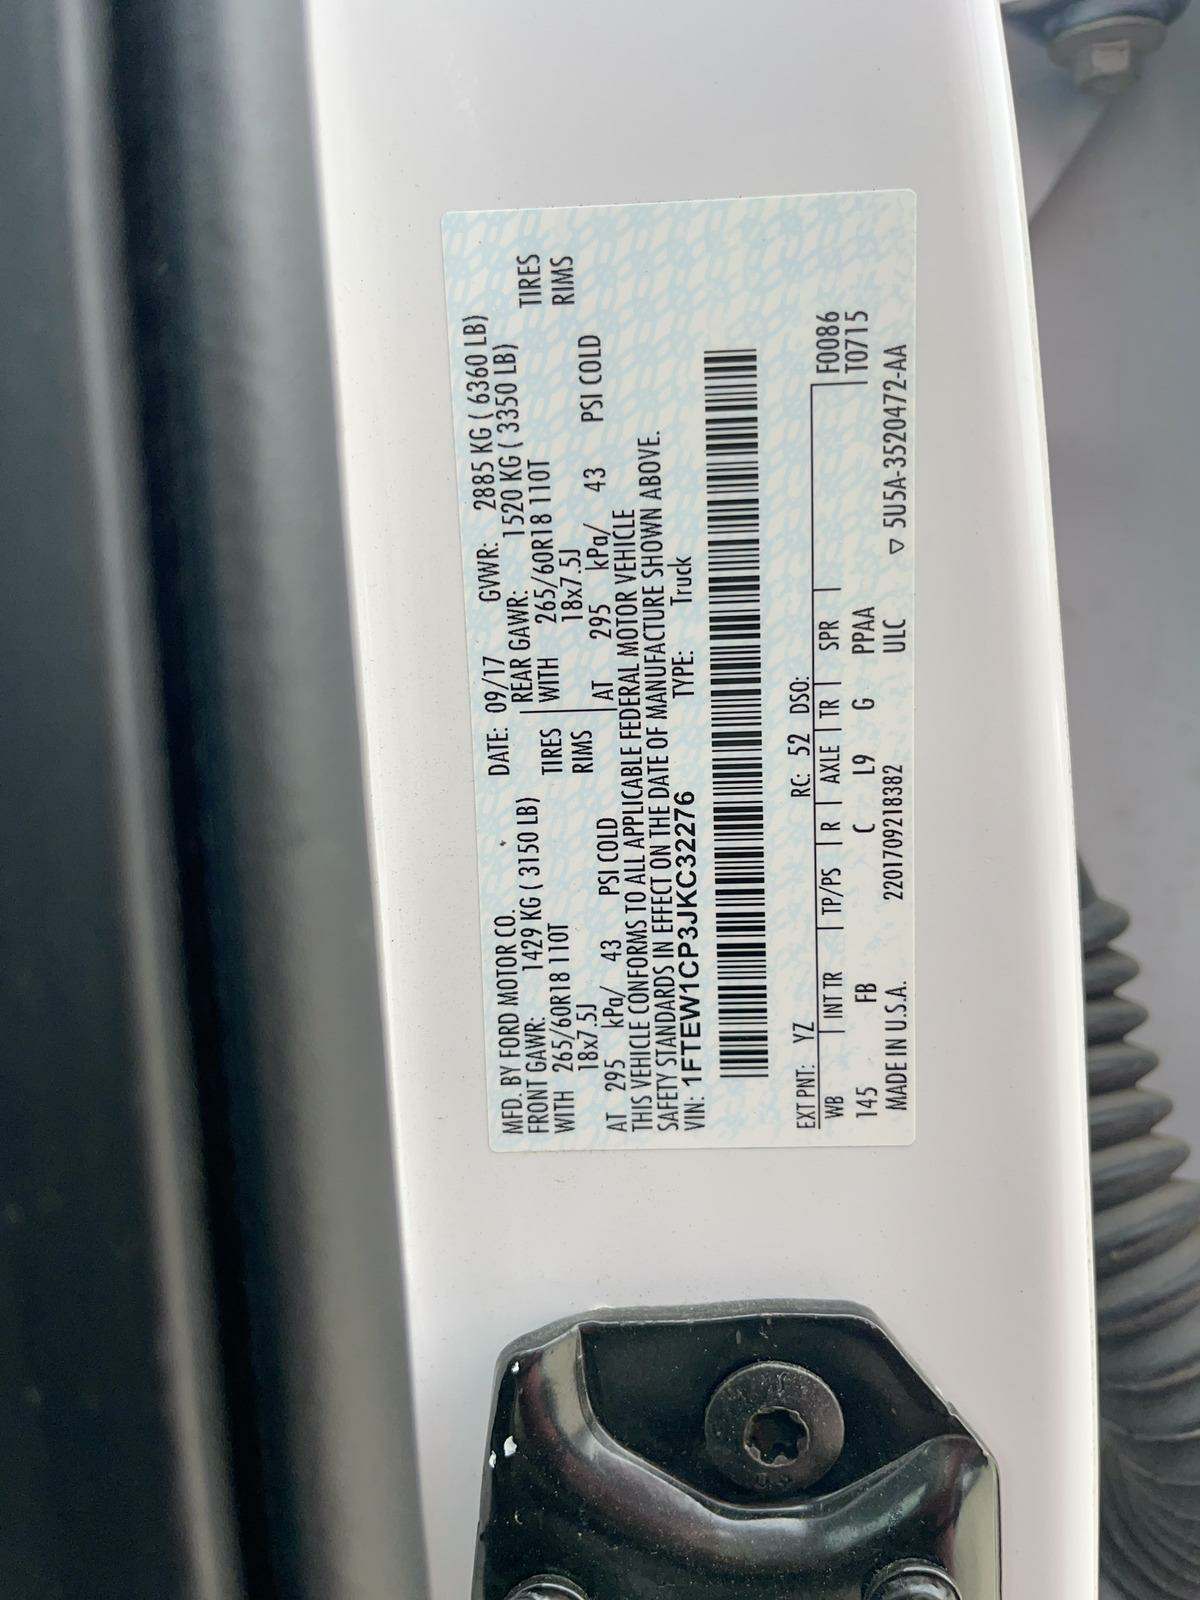 MFD. BY FORD MOTOR CO. DATE: 09/17 GVWR: 2885 KG ( 6360 LB)
FRONT GAWR: 1429 KG ( 3150 LB) REAR GAWR: 1520 KG ( 3350 LB)
WITH 265/60R18 110T TIRES WITH 265/60R18 110T TIRES
18x7.5J RIMS 18x7.5J RIMS
AT 295 kPa/ 43 PSI COLD AT 295 kPa/ 43 PSI COLD
THIS VEHICLE CONFORMS TO ALL APPLICABLE FEDERAL MOTOR VEHICLE
SAFETY STANDARDS IN EFFECT ON THE DATE OF MANUFACTURE SHOWN ABOVE.
VIN: 1FTEW1CP3JKC32276 TYPE: Truck
EXT PNT: YZ RC: 52 DSO:
WB INT TR TP/PS R AXLE TR SPR F0086
145 FB C L9 G PPAA T0715
MADE IN U.S.A. 2201709218382 ULC ▽ 5U5A-3520472-AA